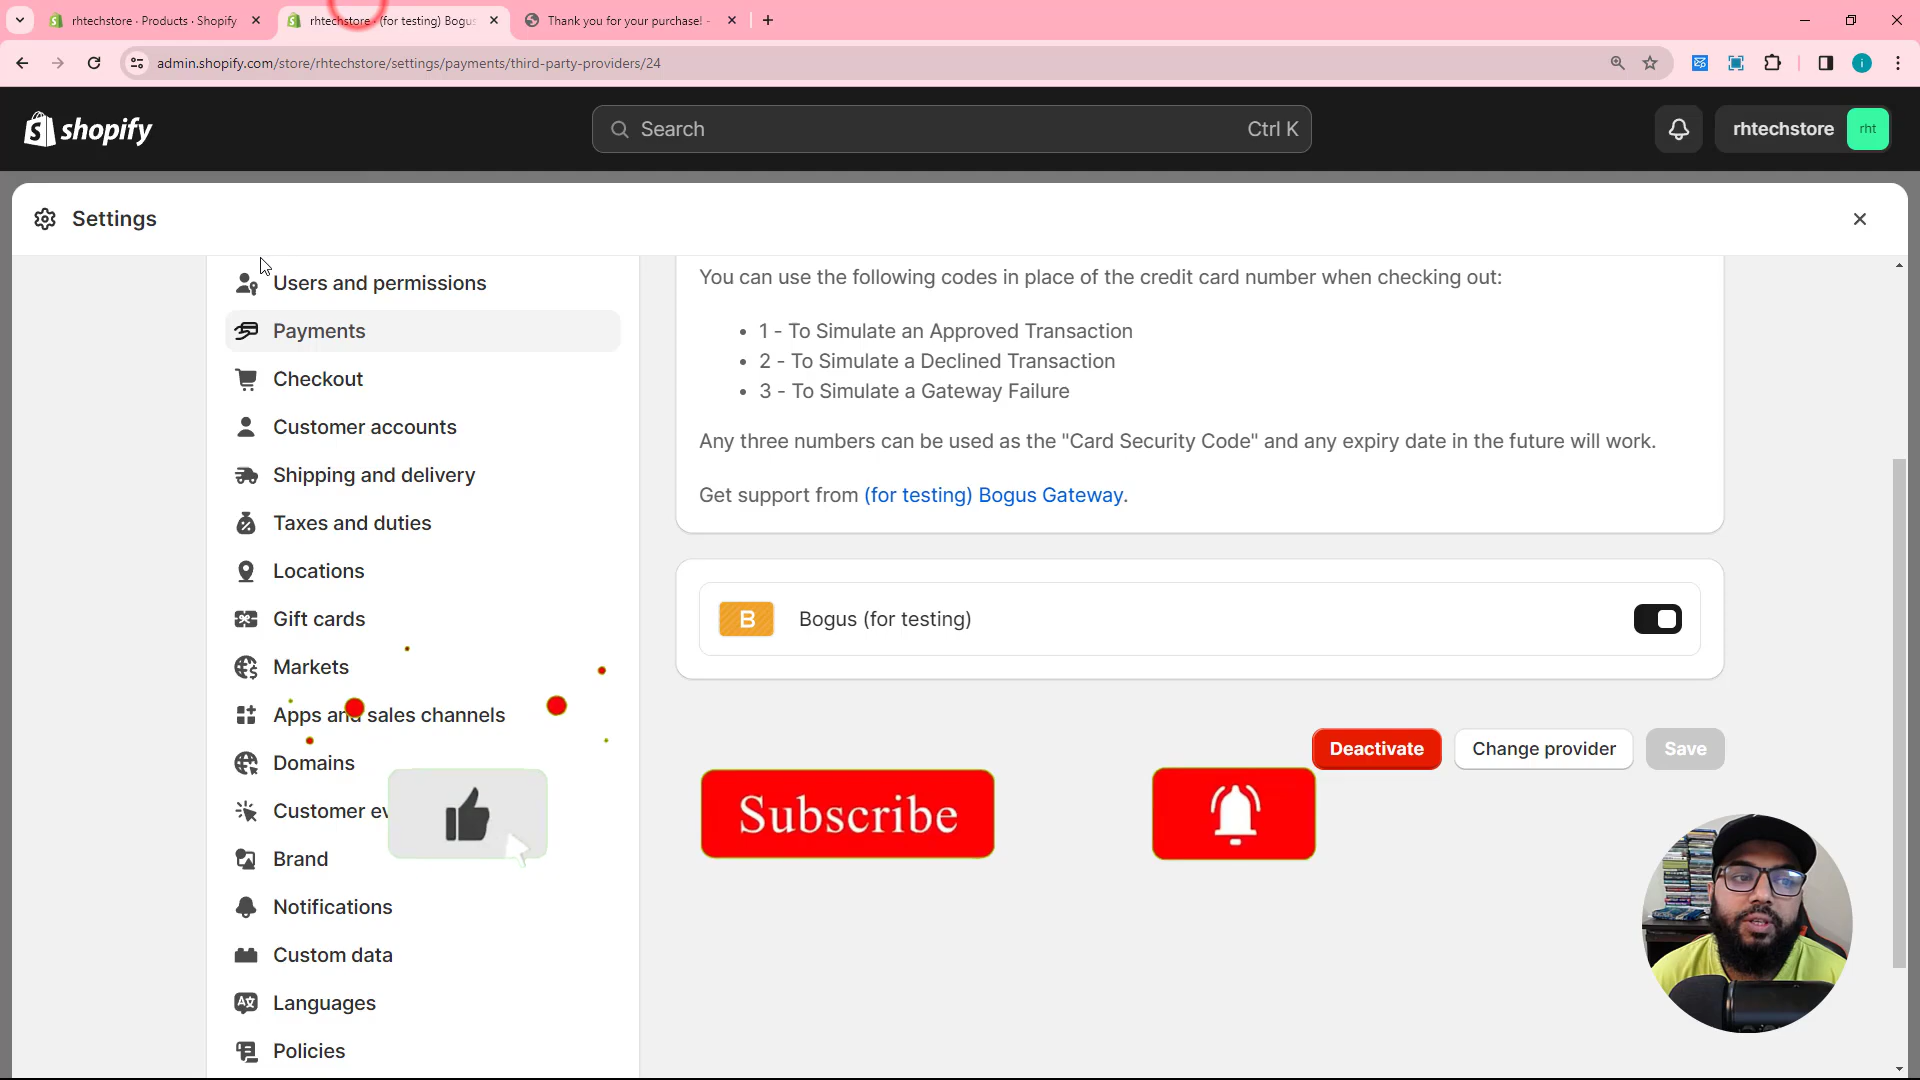 rhtechstore · Products · Shopify
rhtechstore · (for testing) Bogus
Thank you for your purchase! -
admin.shopify.com/store/rhtechstore/settings/payments/third-party-providers/24
i
shopify
Search
Ctrl K
rhtechstore
rht
Settings
Users and permissions
Payments
Checkout
Customer accounts
Shipping and delivery
Taxes and duties
Locations
Gift cards
Markets
Apps and sales channels
Domains
Customer ev
Brand
Notifications
Custom data
Languages
Policies
You can use the following codes in place of the credit card number when checking out:
• 1 - To Simulate an Approved Transaction
• 2 - To Simulate a Declined Transaction
• 3 - To Simulate a Gateway Failure
Any three numbers can be used as the "Card Security Code" and any expiry date in the future will work.
Get support from (for testing) Bogus Gateway.
B
Bogus (for testing)
Deactivate
Change provider
Save
Subscribe